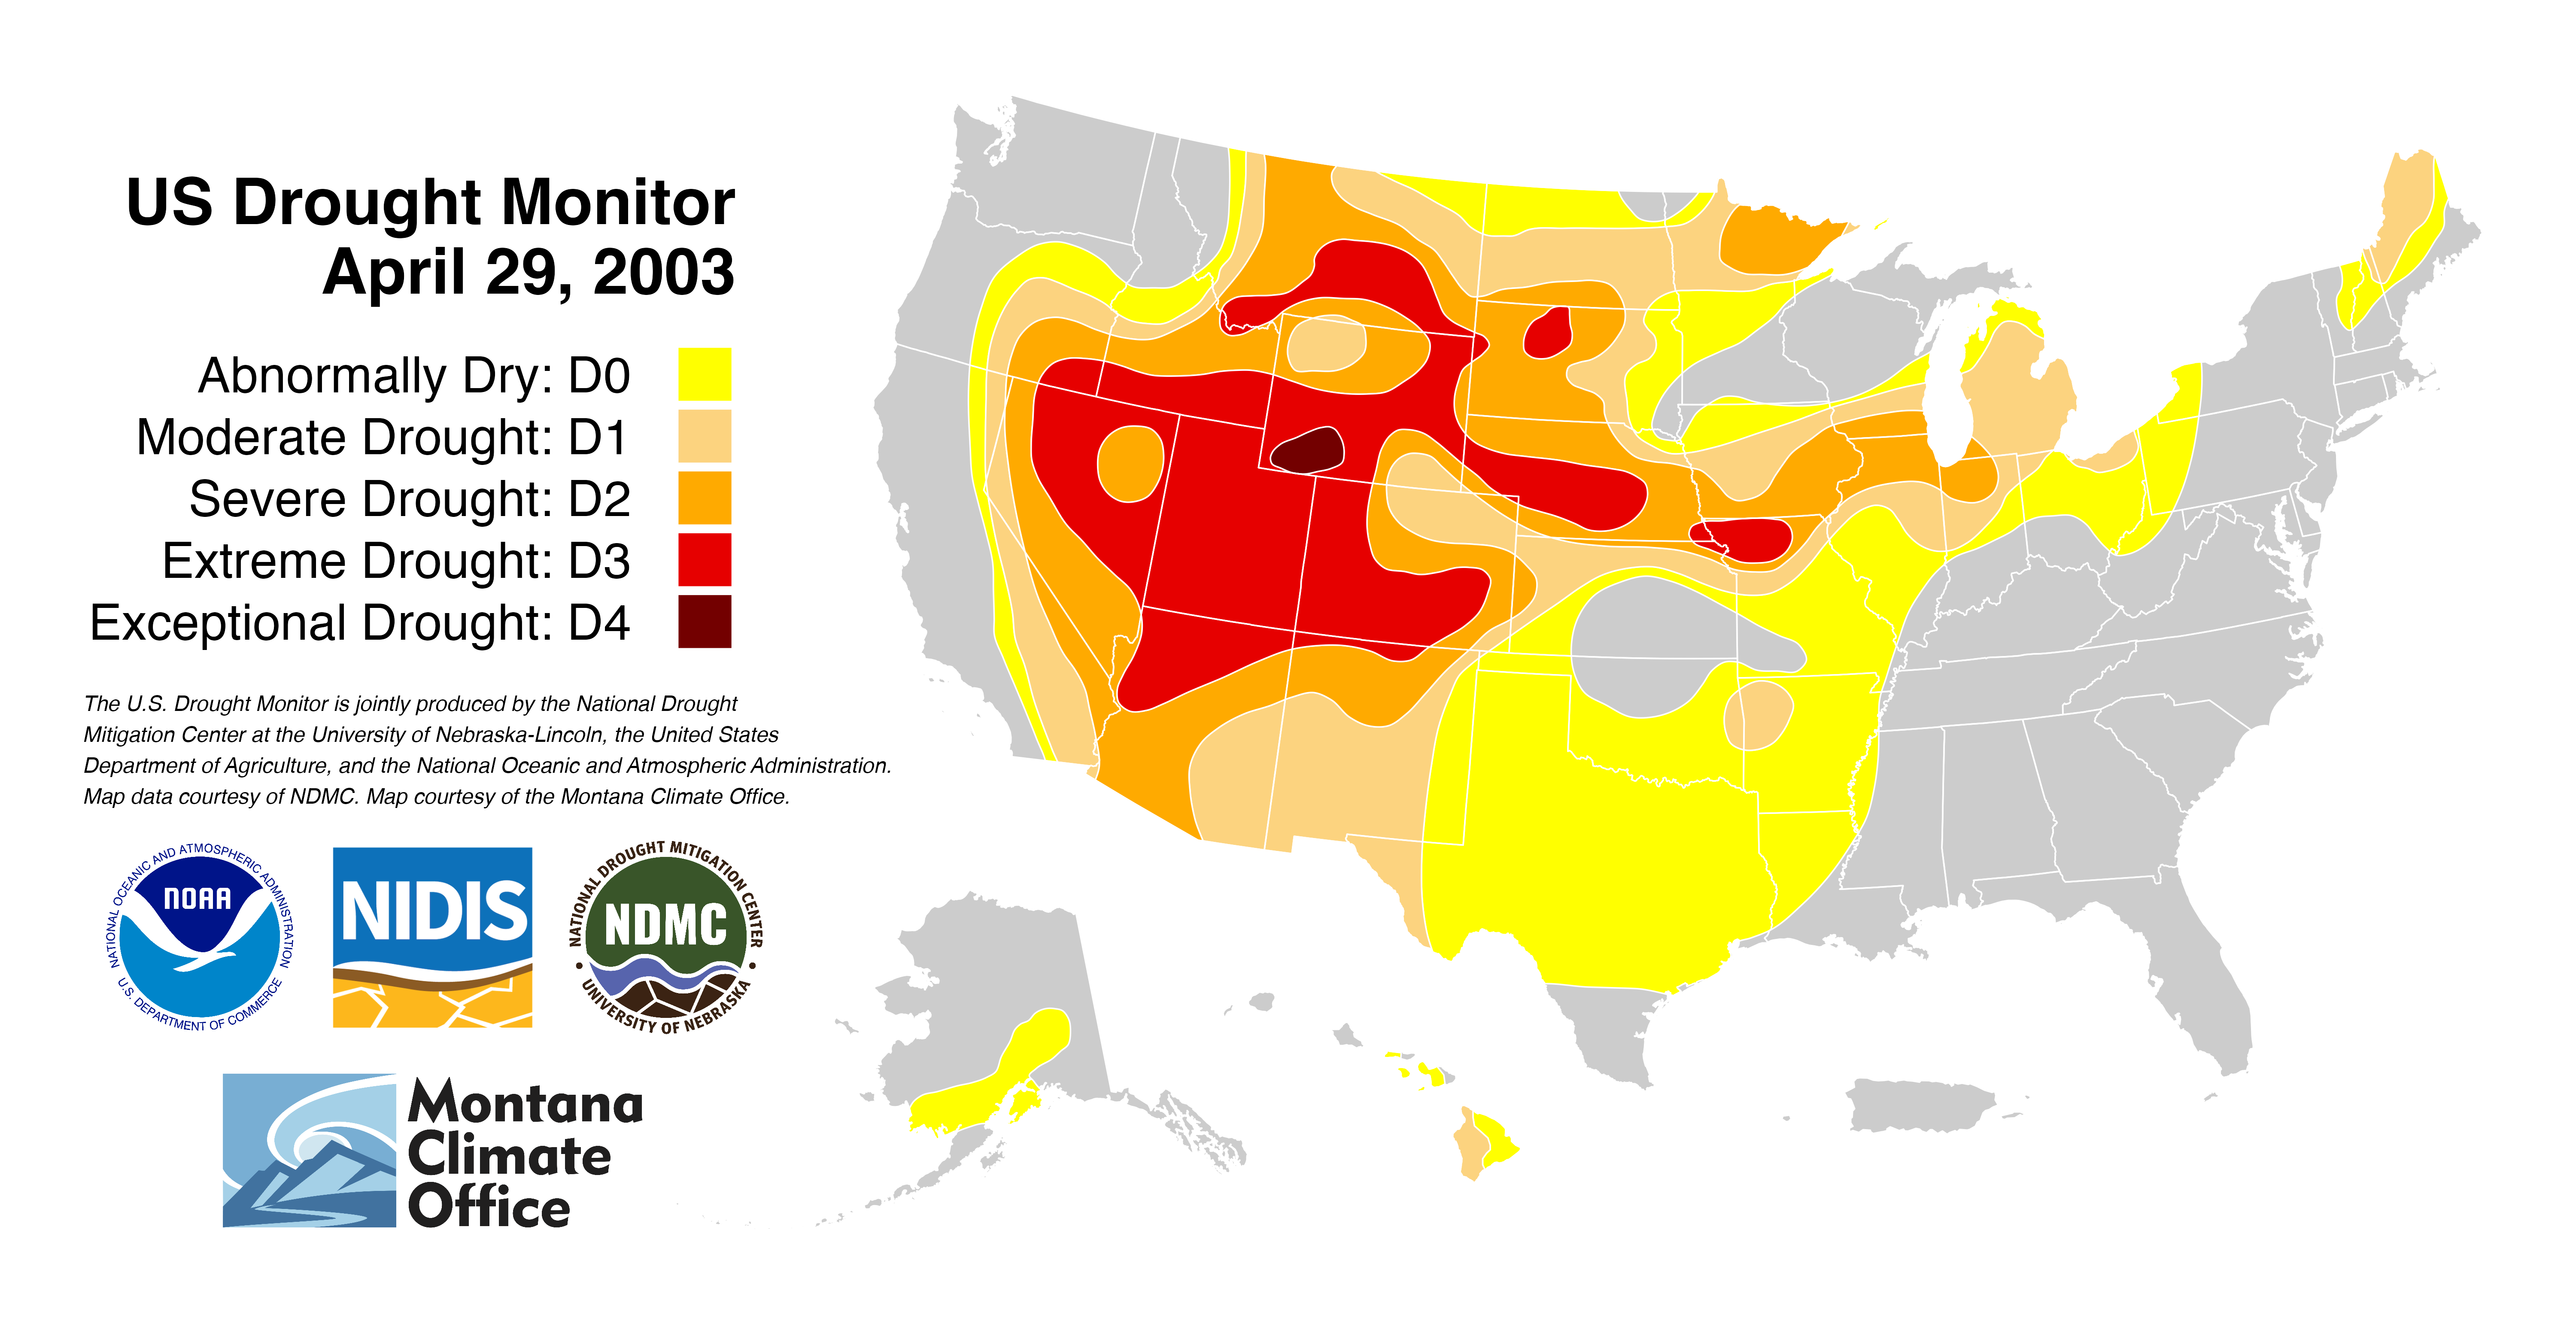 US Drought Monitor
April 29, 2003
Abnormally Dry: D0
Moderate Drought: D1
Severe Drought: D2
Extreme Drought: D3
Exceptional Drought: D4
The U.S. Drought Monitor is jointly produced by the National Drought
Mitigation Center at the University of Nebraska-Lincoln, the United States
Department of Agriculture, and the National Oceanic and Atmospheric Administration.
Map data courtesy of NDMC. Map courtesy of the Montana Climate Office.
NATIONAL OCEANIC AND ATMOSPHERIC ADMINISTRATION
NOAA
U.S. DEPARTMENT OF COMMERCE
NIDIS
NATIONAL DROUGHT MITIGATION CENTER
NDMC
UNIVERSITY OF NEBRASKA
Montana
Climate
Office